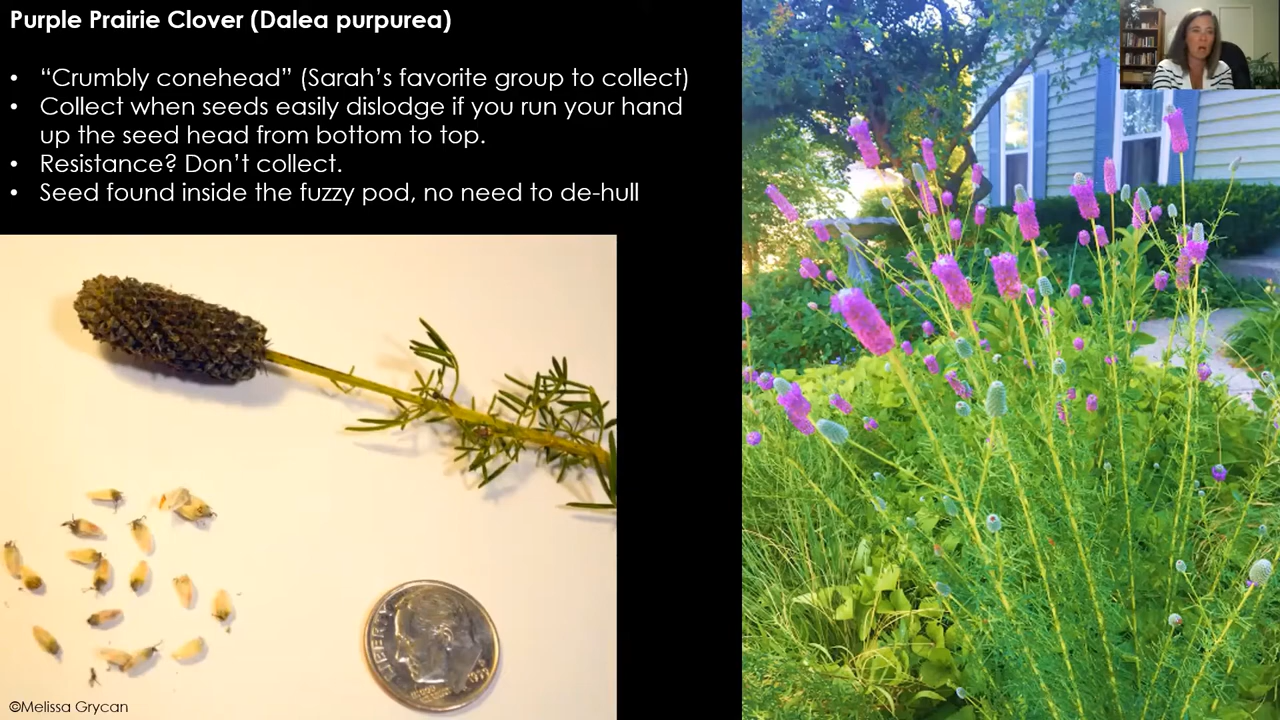 Purple Prairie Clover (Dalea purpurea)
• “Crumbly conehead” (Sarah’s favorite group to collect)
• Collect when seeds easily dislodge if you run your hand
up the seed head from bottom to top.
• Resistance? Don’t collect.
• Seed found inside the fuzzy pod, no need to de-hull
LIBERTY
©Melissa Grycan